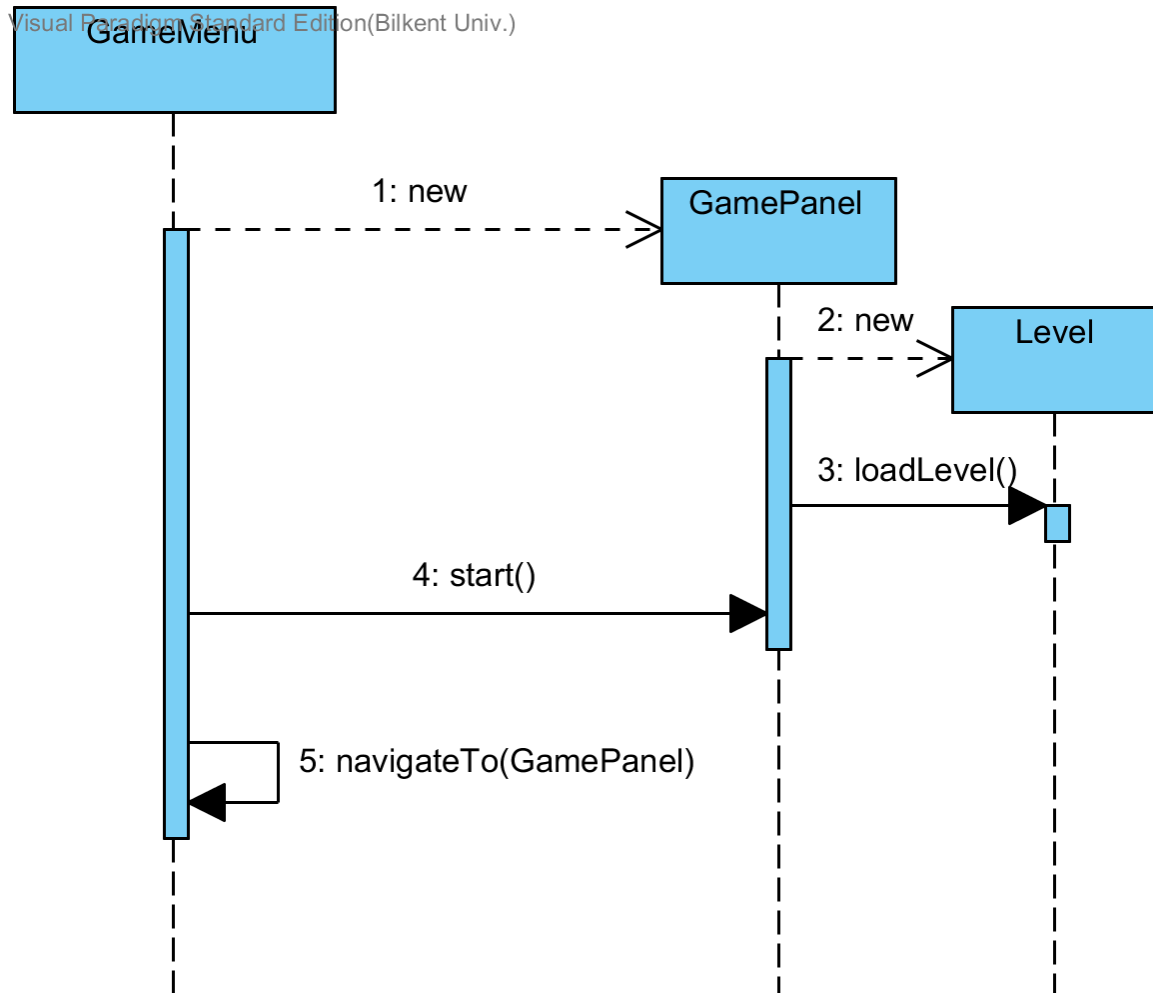 Visual Paradigm Standard Edition(Bilkent Univ.)
GameMenu
1: new
GamePanel
2: new
Level
3: loadLevel()
4: start()
5: navigateTo(GamePanel)